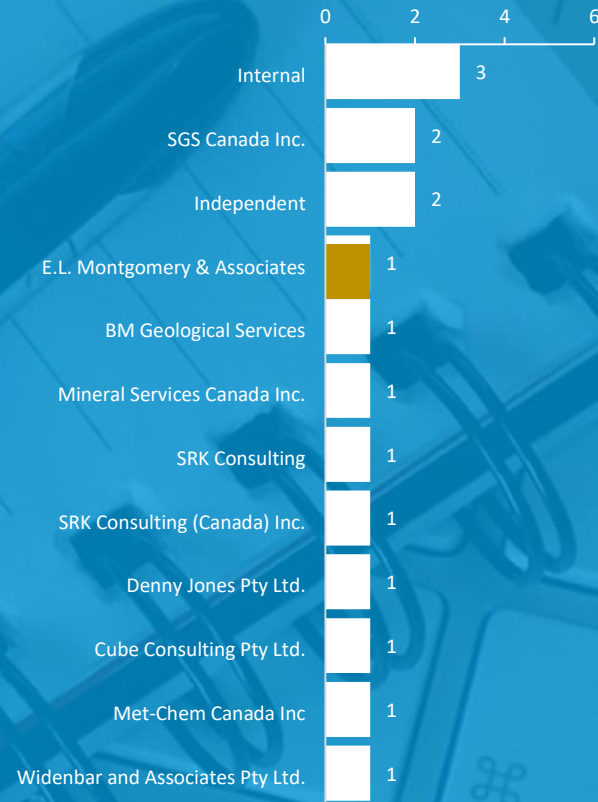 0 2 4 6
Internal 3
SGS Canada Inc. 2
Independent 2
E.L. Montgomery & Associates 1
BM Geological Services 1
Mineral Services Canada Inc. 1
SRK Consulting 1
SRK Consulting (Canada) Inc. 1
Denny Jones Pty Ltd. 1
Cube Consulting Pty Ltd. 1
Met-Chem Canada Inc 1
Widenbar and Associates Pty Ltd. 1